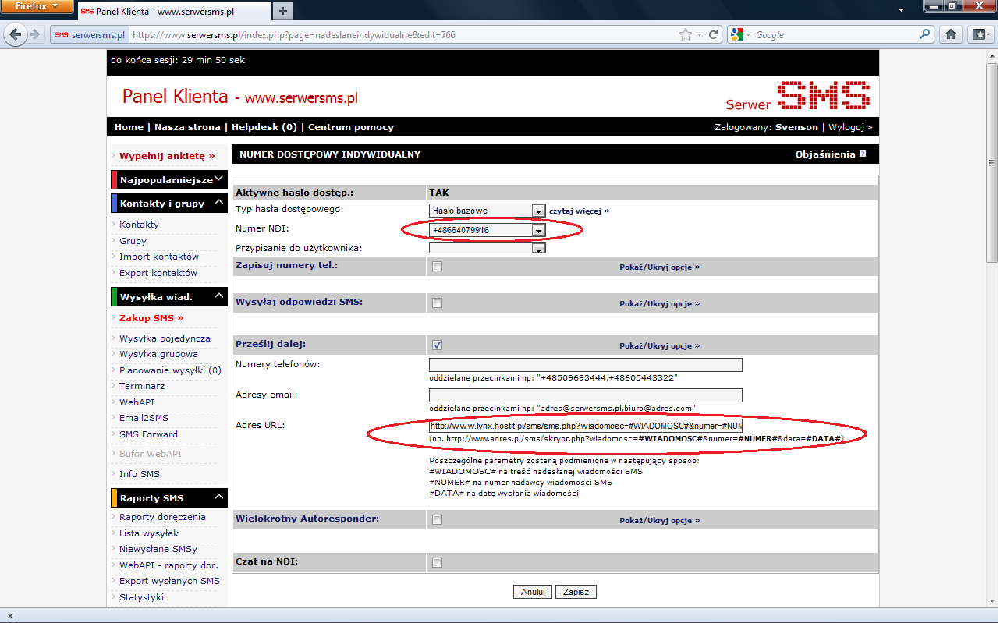 Firefox
SMS Panel Klienta - www.serwersms.pl
SMS serwersms.pl https://www.serwersms.pl/index.php?page=nadeslaneindywidualne&edit=766 Google
do końca sesji: 29 min 50 sek
Panel Klienta - www.serwersms.pl
Serwer SMS
Home | Nasza strona | Helpdesk (0) | Centrum pomocy
Zalogowany: Svenson | Wyloguj »
Wypełnij ankietę »
Najpopularniejsze
Kontakty i grupy
Kontakty
Grupy
Import kontaktów
Export kontaktów
Wysyłka wiad.
Zakup SMS »
Wysyłka pojedyncza
Wysyłka grupowa
Planowanie wysyłki (0)
Terminarz
WebAPI
Email2SMS
SMS Forward
Bufor WebAPI
Info SMS
Raporty SMS
Raporty doręczenia
Lista wysyłek
Niewysłane SMSy
WebAPI - raporty dor.
Export wysłanych SMS
Statystyki
NUMER DOSTĘPOWY INDYWIDUALNY
Objaśnienia ?
Aktywne hasło dostęp.: TAK
Typ hasła dostępowego: Hasło bazowe czytaj więcej »
Numer NDI: +48664079916
Przypisanie do użytkownika:
Zapisuj numery tel.: Pokaż/Ukryj opcje »
Wysyłaj odpowiedzi SMS: Pokaż/Ukryj opcje »
Prześlij dalej: Pokaż/Ukryj opcje »
Numery telefonów:
oddzielane przecinkami np: "+48509693444,+48605443322"
Adresy email:
oddzielane przecinkami np: "adres@serwersms.pl,biuro@adres.com"
Adres URL: http://www.lynx.hostit.pl/sms/sms.php?wiadomosc=#WIADOMOSC#&numer=#NUM
(np. http://www.adres.pl/sms/skrypt.php?wiadomosc=#WIADOMOSC#&numer=#NUMER#&data=#DATA#)
Poszczególne parametry zostaną podmienione w następujący sposób:
#WIADOMOSC# na treść nadesłanej wiadomości SMS
#NUMER# na numer nadawcy wiadomości SMS
#DATA# na datę wysłania wiadomości
Wielokrotny Autoresponder: Pokaż/Ukryj opcje »
Czat na NDI:
Anuluj Zapisz